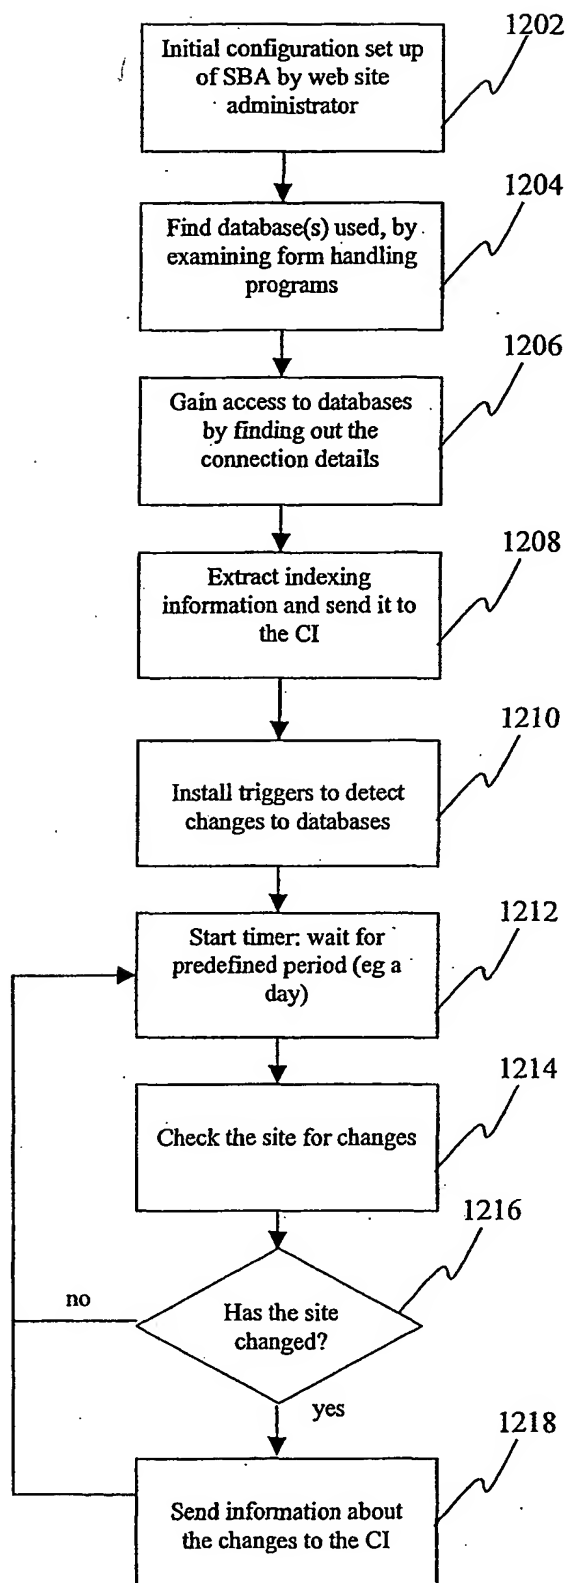 1202
Initial configuration set up
of SBA by web site
administrator
1204
Find database(s) used, by
examining form handling
programs
1206
Gain access to databases
by finding out the
connection details
1208
Extract indexing
information and send it to
the CI
1210
Install triggers to detect
changes to databases
1212
Start timer: wait for
predefined period (eg a
day)
1214
Check the site for changes
1216
no
Has the site
changed?
yes
1218
Send information about
the changes to the CI